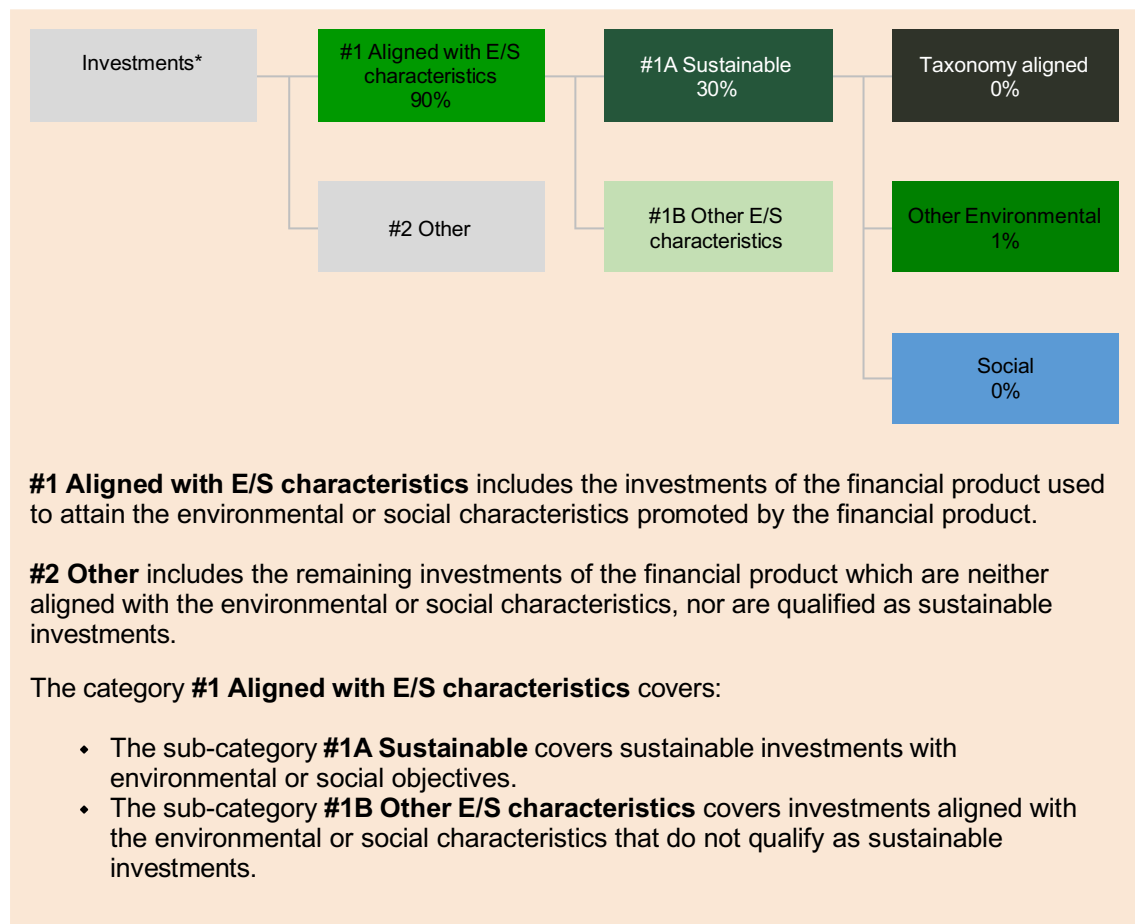 Investments*
#1 Aligned with E/S
characteristics
90%
#1A Sustainable
30%
Taxonomy aligned
0%
#2 Other
#1B Other E/S
characteristics
Other Environmental
1%
Social
0%
#1 Aligned with E/S characteristics includes the investments of the financial product used
to attain the environmental or social characteristics promoted by the financial product.
#2 Other includes the remaining investments of the financial product which are neither
aligned with the environmental or social characteristics, nor are qualified as sustainable
investments.
The category #1 Aligned with E/S characteristics covers:
• The sub-category #1A Sustainable covers sustainable investments with
environmental or social objectives.
• The sub-category #1B Other E/S characteristics covers investments aligned with
the environmental or social characteristics that do not qualify as sustainable
investments.